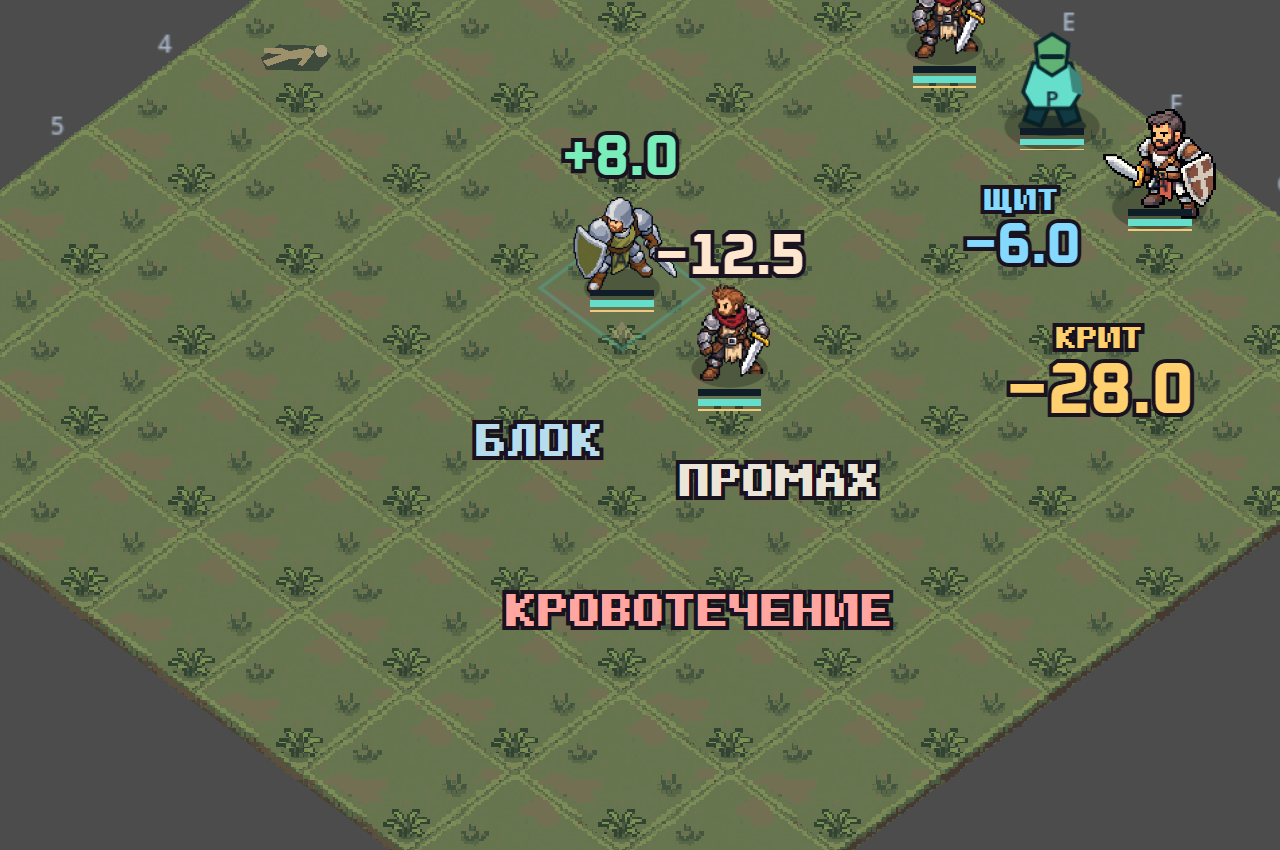 E
4
F
5
+8.0
P
ЩИТ
-6.0
-12.5
КРИТ
-28.0
БЛОК
ПРОМАХ
КРОВОТЕЧЕНИЕ